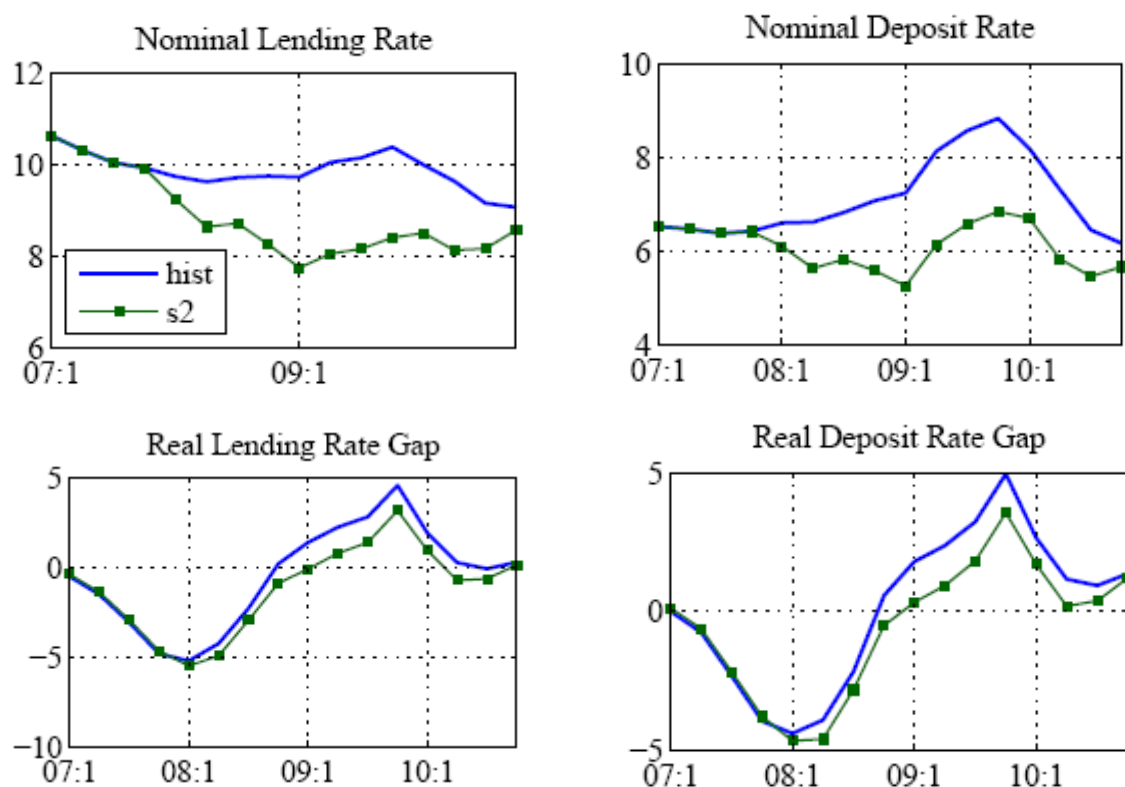 Nominal Lending Rate
12
10
8
6
hist
s2
07:1 09:1
Nominal Deposit Rate
10
8
6
4
07:1 08:1 09:1 10:1
Real Lending Rate Gap
5
0
−5
−10
07:1 08:1 09:1 10:1
Real Deposit Rate Gap
5
0
−5
07:1 08:1 09:1 10:1